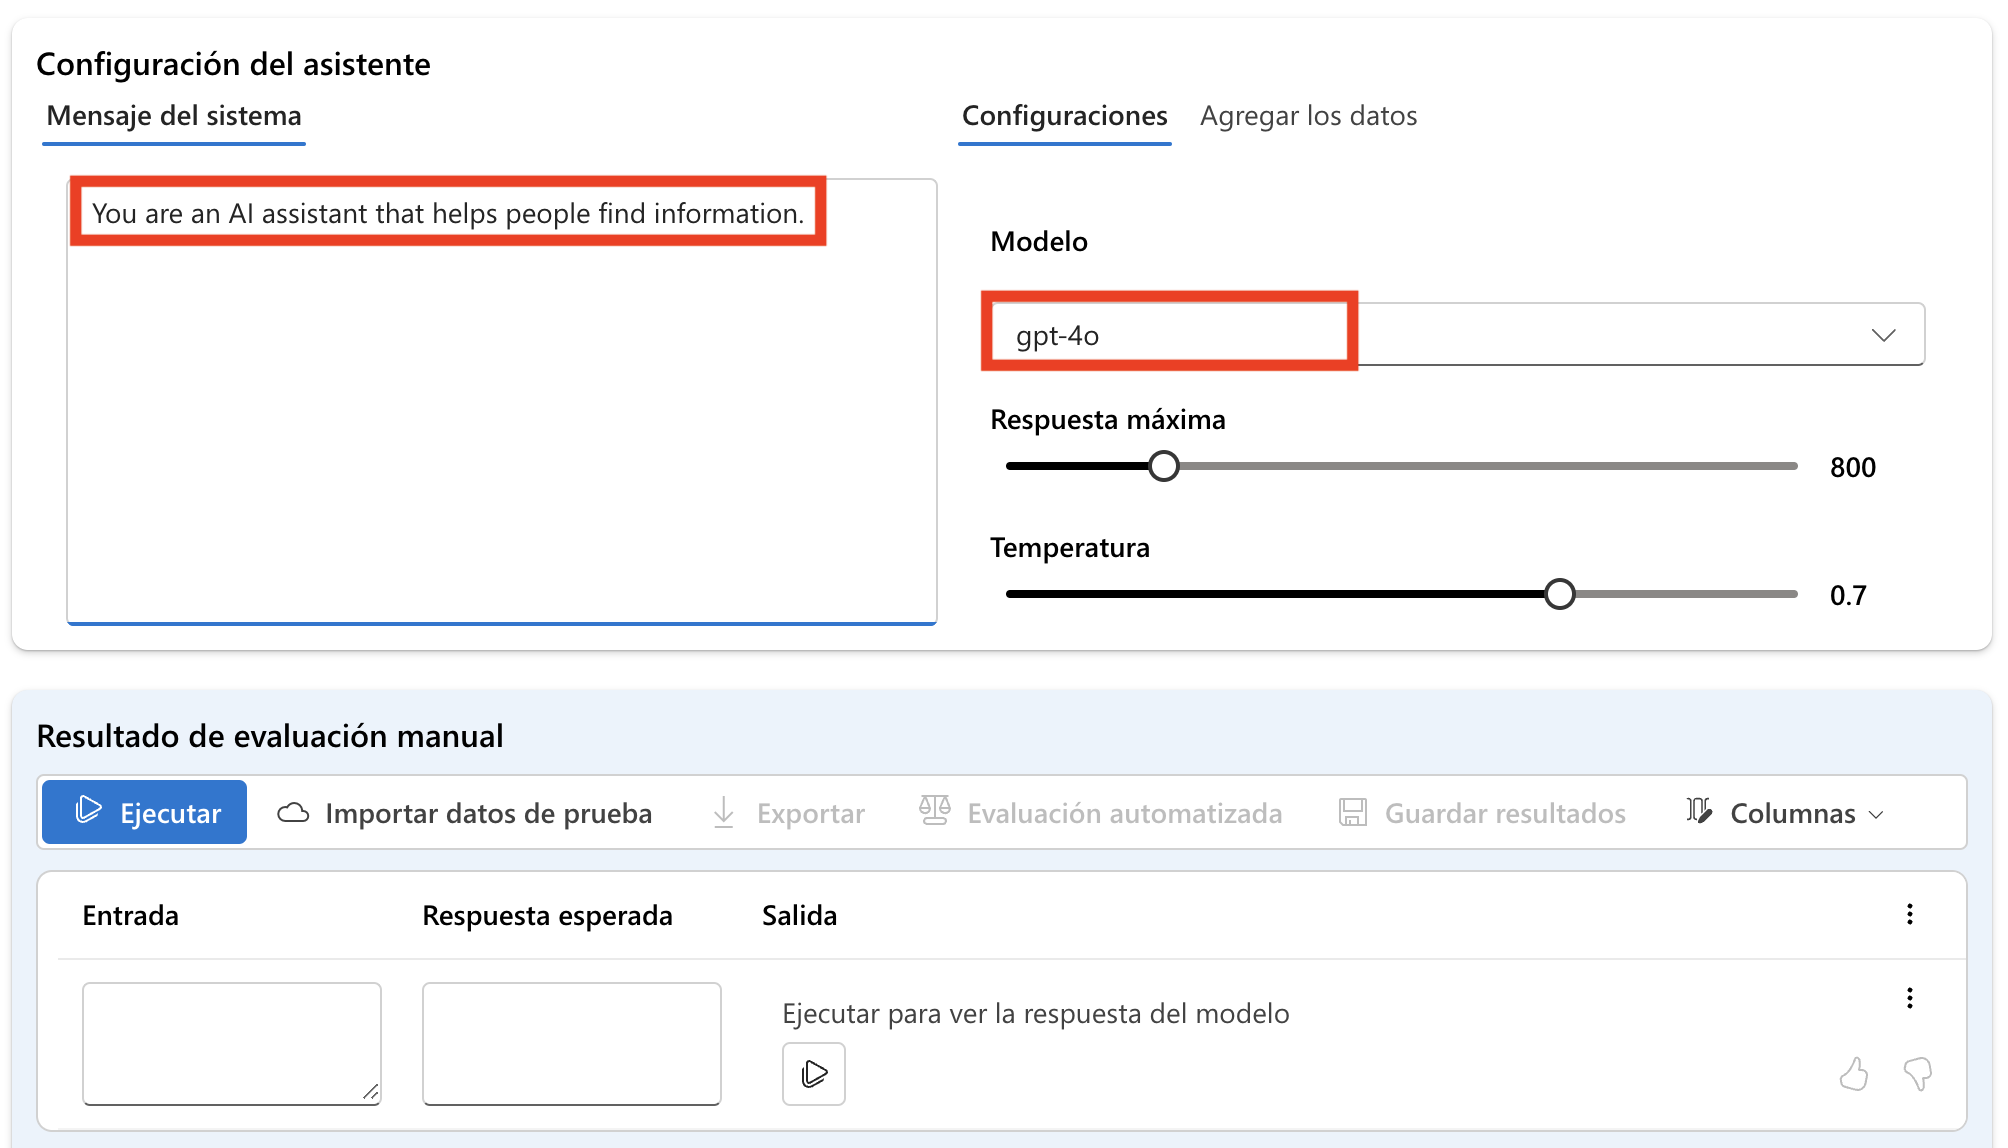 Configuración del asistente
Mensaje del sistema
You are an AI assistant that helps people find information.
Configuraciones Agregar los datos
Modelo
gpt-4o
Respuesta máxima
800
Temperatura
0.7
Resultado de evaluación manual
Ejecutar Importar datos de prueba Exportar Evaluación automatizada Guardar resultados Columnas
Entrada Respuesta esperada Salida
Ejecutar para ver la respuesta del modelo